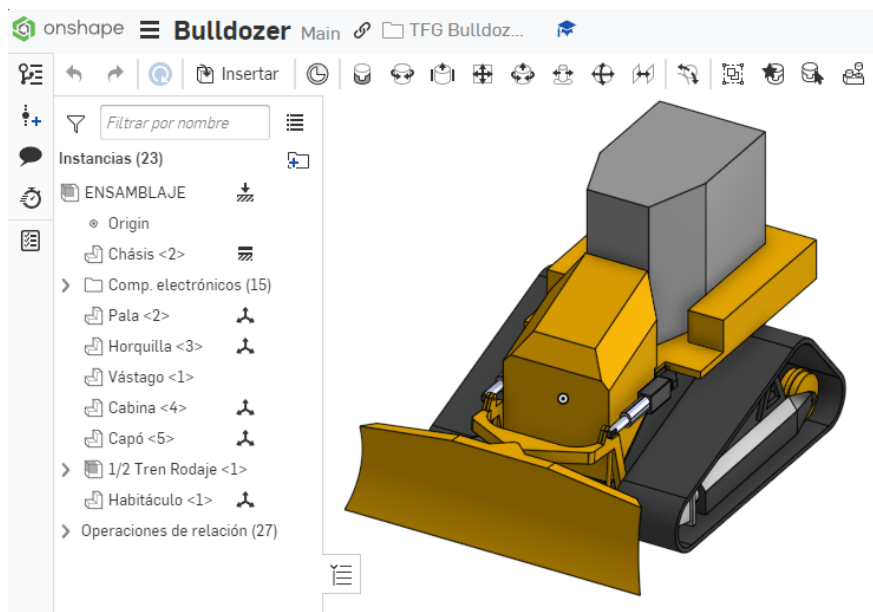 onshape Bulldozer Main TFG Bulldoz...
Insertar
Filtrar por nombre
Instancias (23)
ENSAMBLAJE
Origin
Chásis <2>
Comp. electrónicos (15)
Pala <2>
Horquilla <3>
Vástago <1>
Cabina <4>
Capó <5>
1/2 Tren Rodaje <1>
Habitáculo <1>
Operaciones de relación (27)